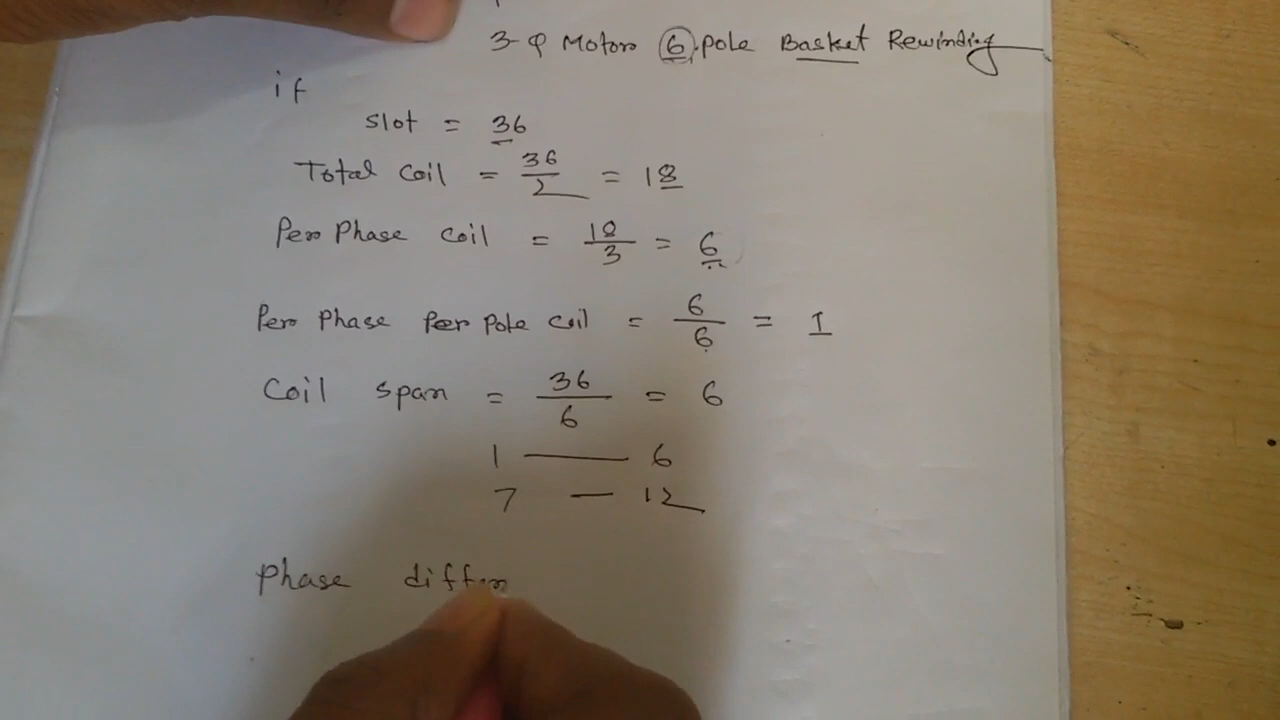 3-φ Motor 6 pole Basket Rewinding
if
slot = 36
Total coil = 36/2 = 18
Per Phase coil = 18/3 = 6
Per Phase Per Pole coil = 6/6 = 1
Coil span = 36/6 = 6
1 — 6
7 — 12
Phase differ